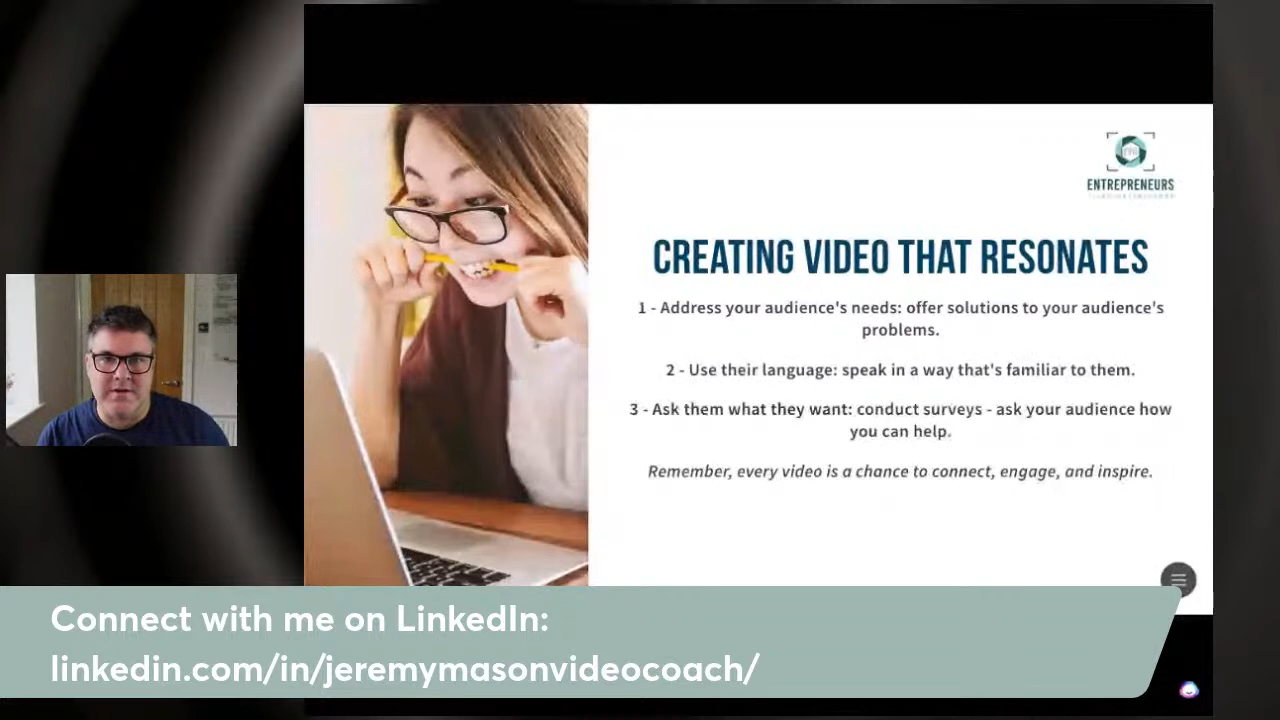 ENTREPRENEURS
CREATING VIDEO THAT RESONATES
1 - Address your audience's needs: offer solutions to your audience's
problems.
2 - Use their language: speak in a way that's familiar to them.
3 - Ask them what they want: conduct surveys - ask your audience how
you can help.
Remember, every video is a chance to connect, engage, and inspire.
Connect with me on LinkedIn:
linkedin.com/in/jeremymasonvideocoach/